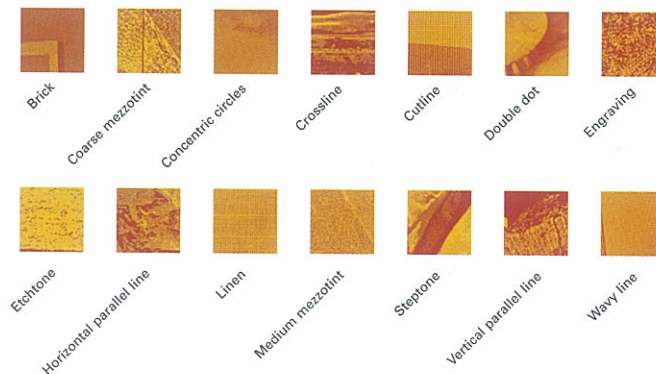 Brick
Coarse mezzotint
Concentric circles
Crossline
Cutline
Double dot
Engraving
Etchtone
Horizontal parallel line
Linen
Medium mezzotint
Steptone
Vertical parallel line
Wavy line